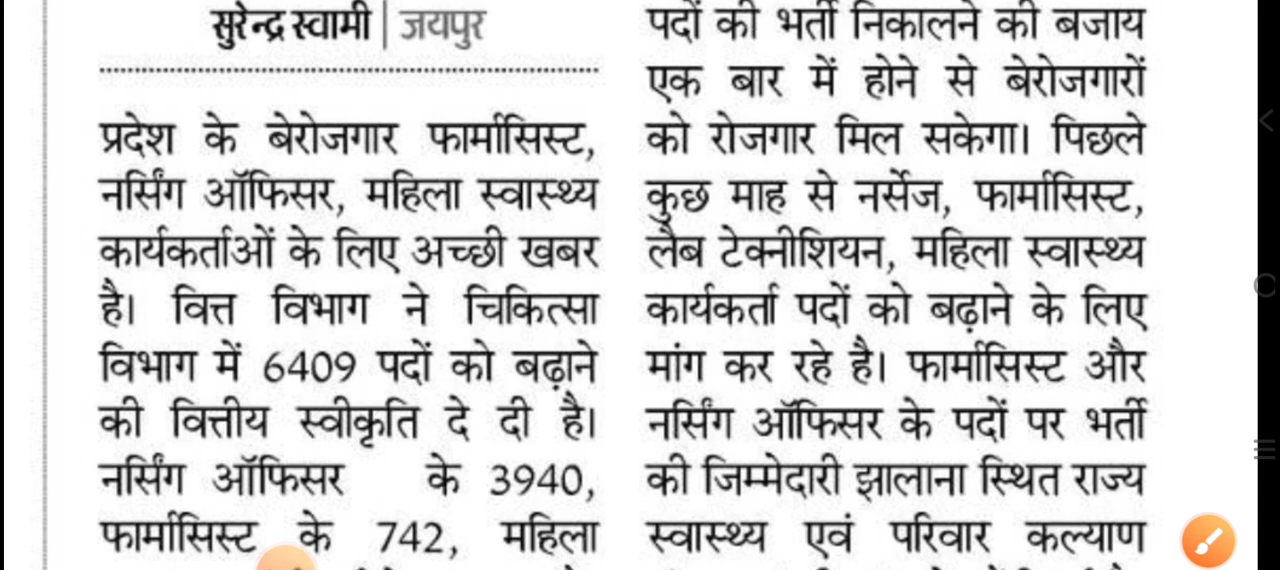 सुरेन्द्र स्वामी | जयपुर
प्रदेश के बेरोजगार फार्मासिस्ट,
नर्सिंग ऑफिसर, महिला स्वास्थ्य
कार्यकर्ताओं के लिए अच्छी खबर
है। वित्त विभाग ने चिकित्सा
विभाग में 6409 पदों को बढ़ाने
की वित्तीय स्वीकृति दे दी है।
नर्सिंग ऑफिसर के 3940,
फार्मासिस्ट के 742, महिला
पदों की भर्ती निकालने की बजाय
एक बार में होने से बेरोजगारों
को रोजगार मिल सकेगा। पिछले
कुछ माह से नर्सेज, फार्मासिस्ट,
लैब टेक्नीशियन, महिला स्वास्थ्य
कार्यकर्ता पदों को बढ़ाने के लिए
मांग कर रहे है। फार्मासिस्ट और
नर्सिंग ऑफिसर के पदों पर भर्ती
की जिम्मेदारी झालाना स्थित राज्य
स्वास्थ्य एवं परिवार कल्याण